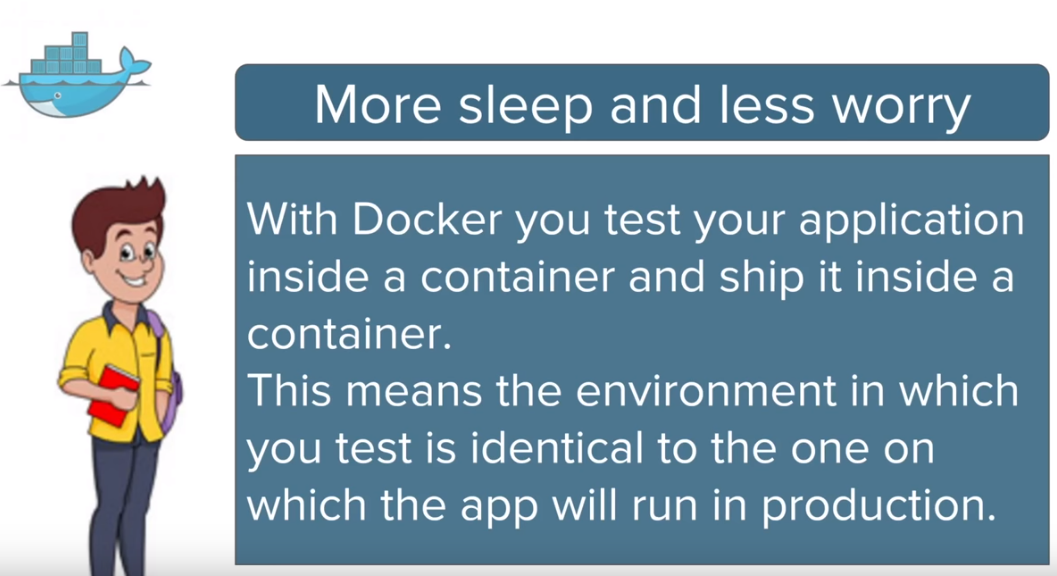 More sleep and less worry
With Docker you test your application
inside a container and ship it inside a
container.
This means the environment in which
you test is identical to the one on
which the app will run in production.